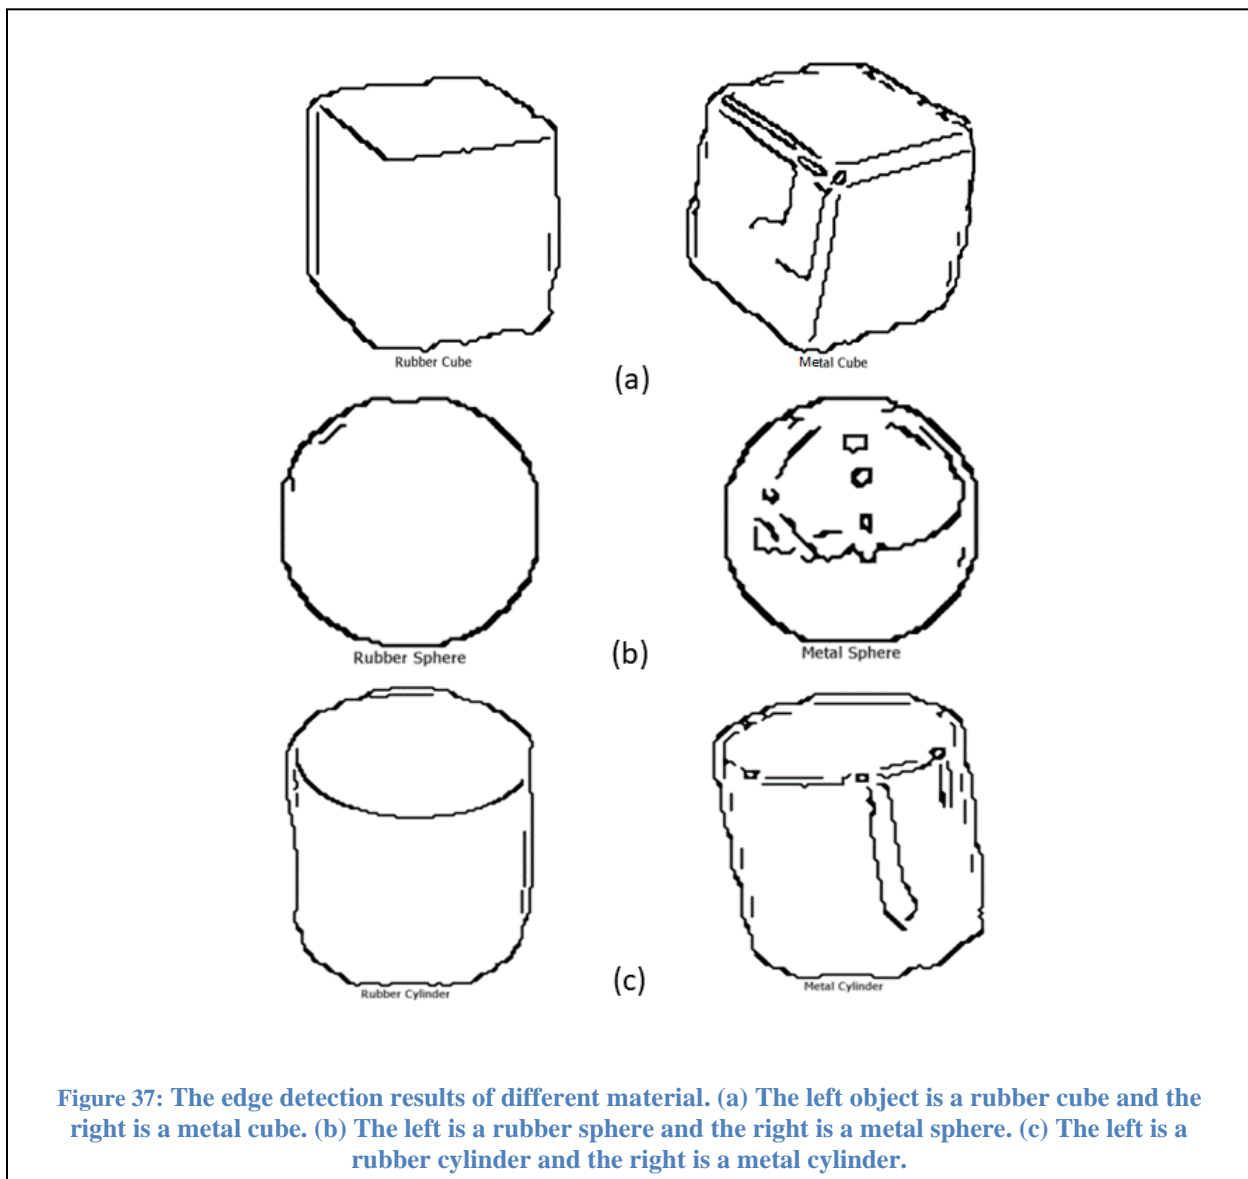 Rubber Cube
Metal Cube
(a)
Rubber Sphere
Metal Sphere
(b)
Rubber Cylinder
Metal Cylinder
(c)
Figure 37: The edge detection results of different material. (a) The left object is a rubber cube and the
right is a metal cube. (b) The left is a rubber sphere and the right is a metal sphere. (c) The left is a
rubber cylinder and the right is a metal cylinder.